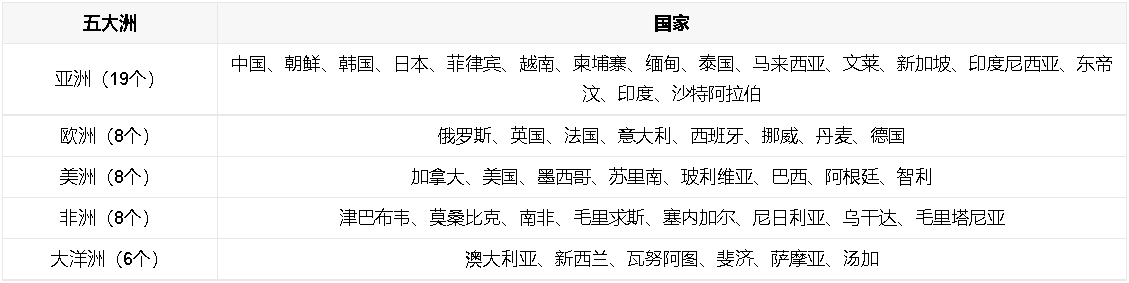 五大洲 国家
亚洲（19个） 中国、朝鲜、韩国、日本、菲律宾、越南、柬埔寨、缅甸、泰国、马来西亚、文莱、新加坡、印度尼西亚、东帝
汶、印度、沙特阿拉伯
欧洲（8个） 俄罗斯、英国、法国、意大利、西班牙、挪威、丹麦、德国
美洲（8个） 加拿大、美国、墨西哥、苏里南、玻利维亚、巴西、阿根廷、智利
非洲（8个） 津巴布韦、莫桑比克、南非、毛里求斯、塞内加尔、尼日利亚、乌干达、毛里塔尼亚
大洋洲（6个） 澳大利亚、新西兰、瓦努阿图、斐济、萨摩亚、汤加